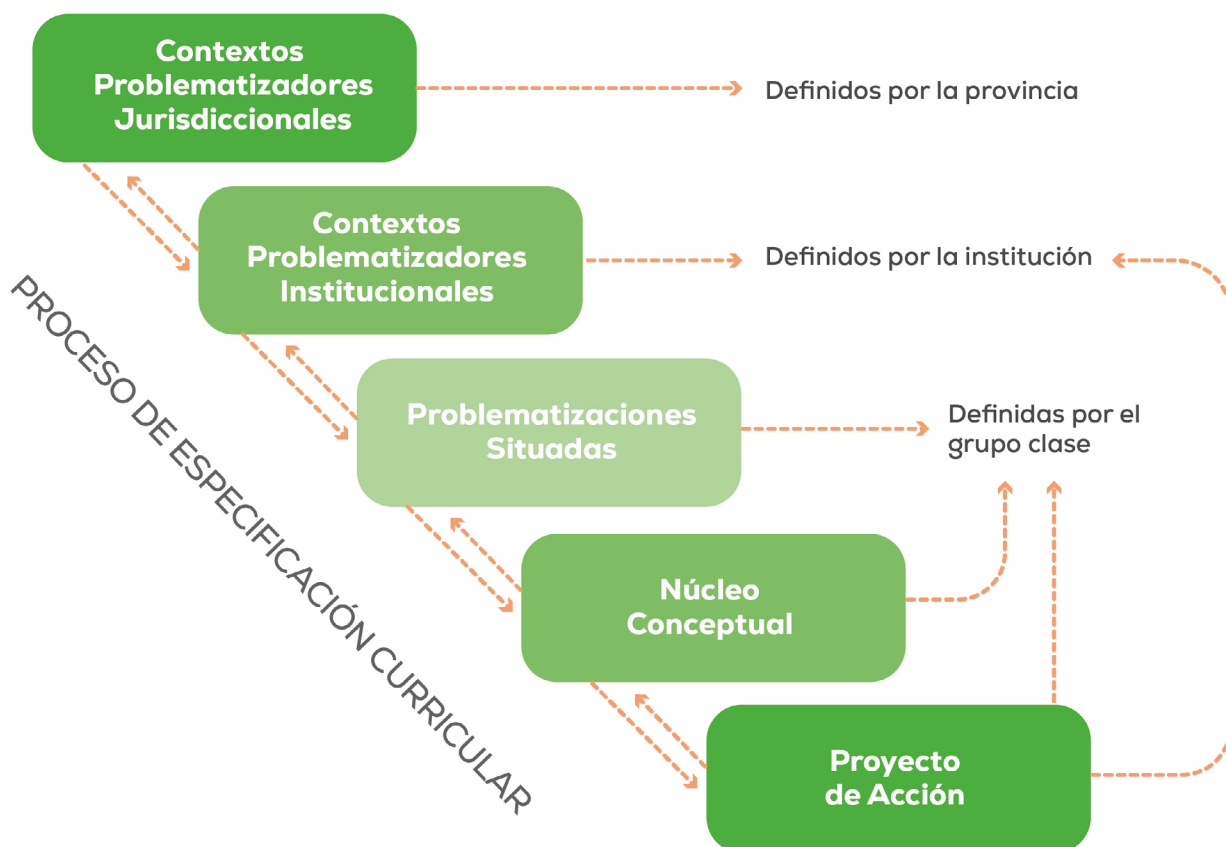 Contextos
Problematizadores
Jurisdiccionales
Definidos por la provincia
Contextos
Problematizadores
Institucionales
Definidos por la institución
PROCESO DE ESPECIFICACIÓN CURRICULAR
Problematizaciones
Situadas
Definidas por el
grupo clase
Núcleo
Conceptual
Proyecto
de Acción